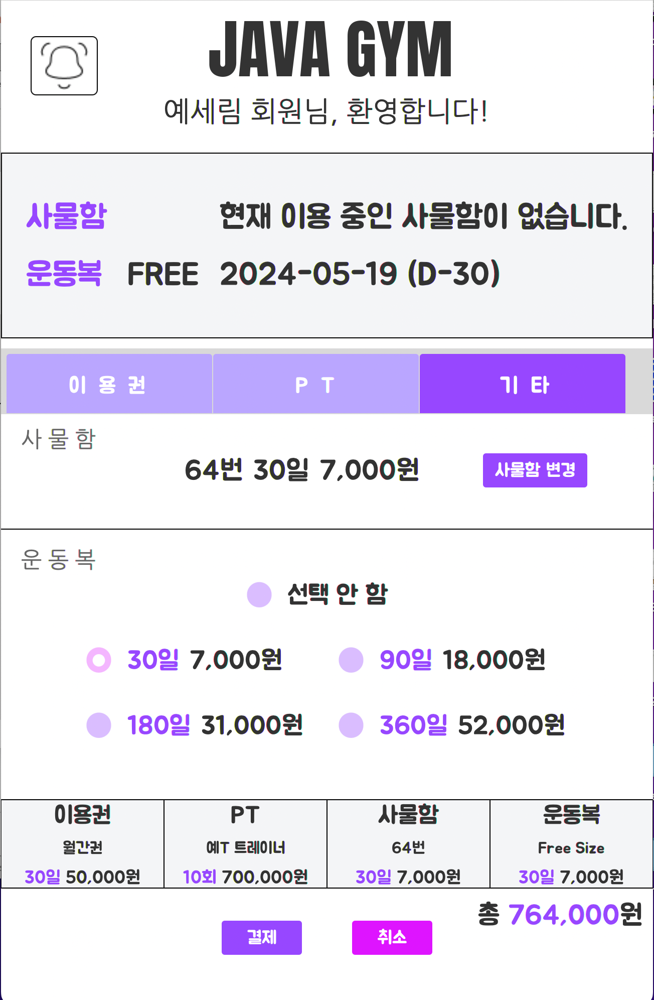 JAVA GYM
예세림 회원님, 환영합니다!
사물함 현재 이용 중인 사물함이 없습니다.
운동복 FREE 2024-05-19 (D-30)
이 용 권 P T 기 타
사 물 함
64번 30일 7,000원 사물함 변경
운 동 복
선택 안 함
30일 7,000원 90일 18,000원
180일 31,000원 360일 52,000원
이용권 PT 사물함 운동복
월간권 예T 트레이너 64번 Free Size
30일 50,000원 10회 700,000원 30일 7,000원 30일 7,000원
총 764,000원
결제 취소